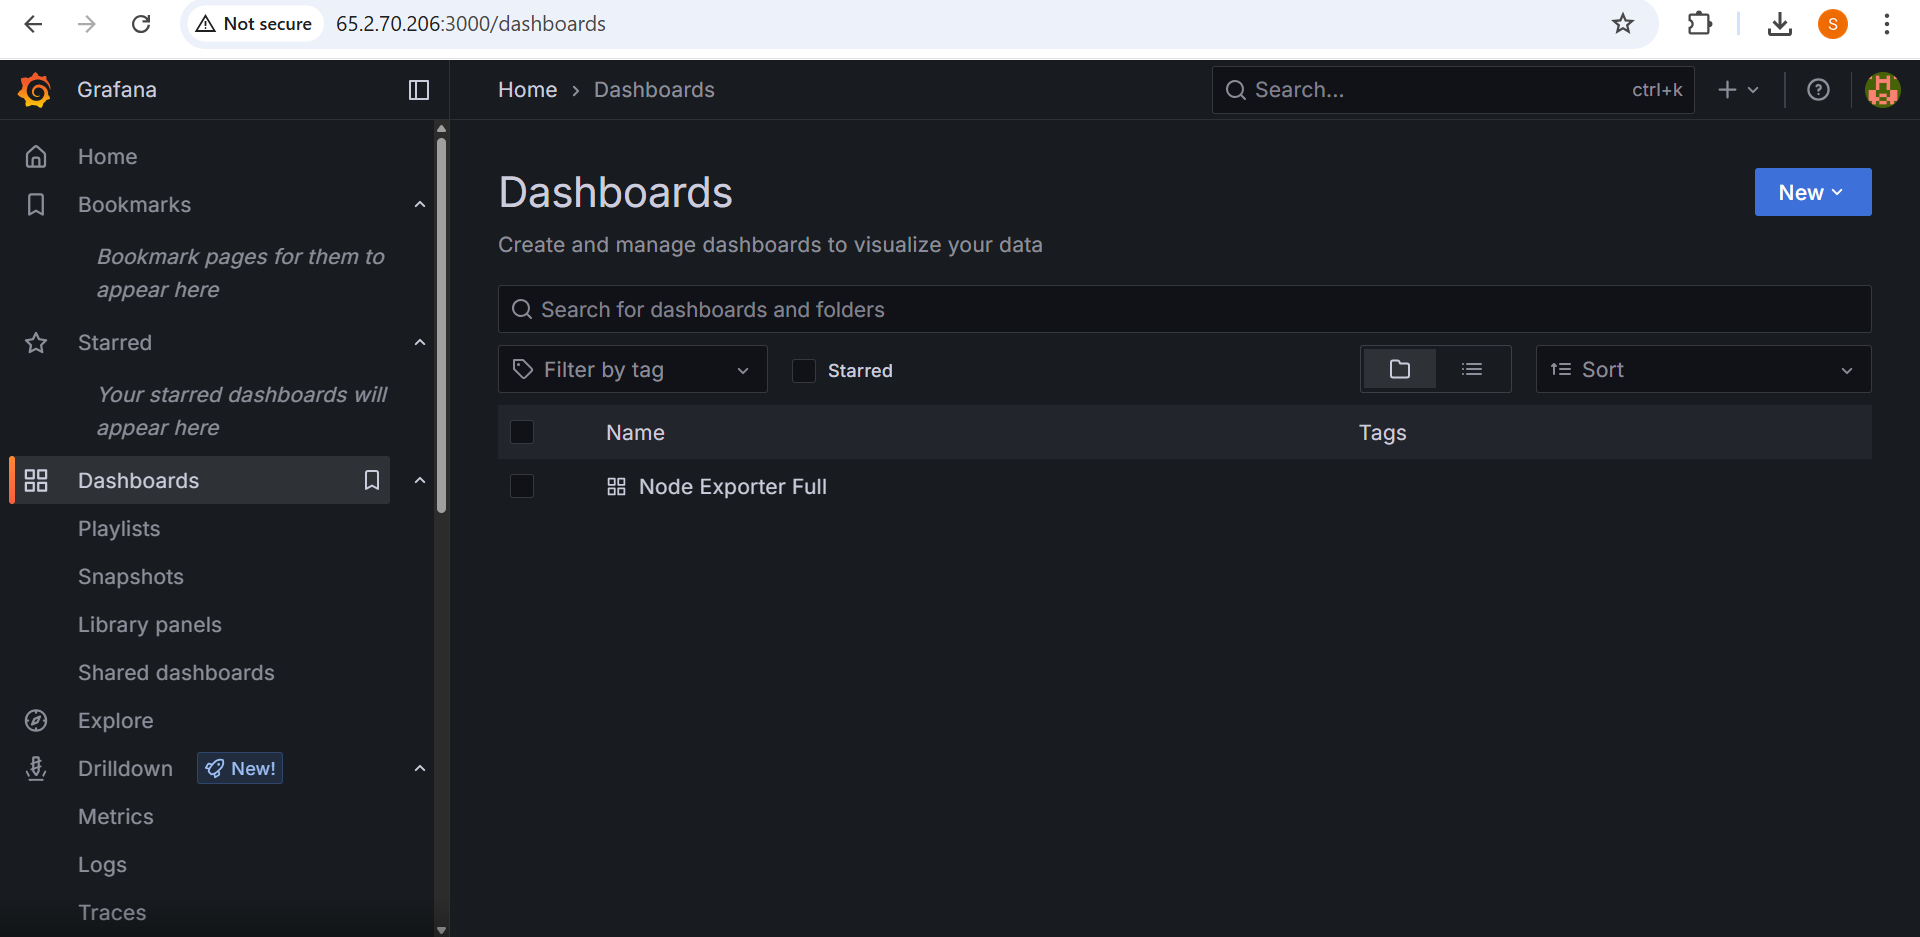 Not secure
65.2.70.206:3000/dashboards
S
Grafana
Home › Dashboards
Search...
ctrl+k
Home
Bookmarks
Bookmark pages for them to
appear here
Starred
Your starred dashboards will
appear here
Dashboards
Playlists
Snapshots
Library panels
Shared dashboards
Explore
Drilldown
New!
Metrics
Logs
Traces
Dashboards
New
Create and manage dashboards to visualize your data
Search for dashboards and folders
Filter by tag
Starred
Sort
Name
Tags
Node Exporter Full